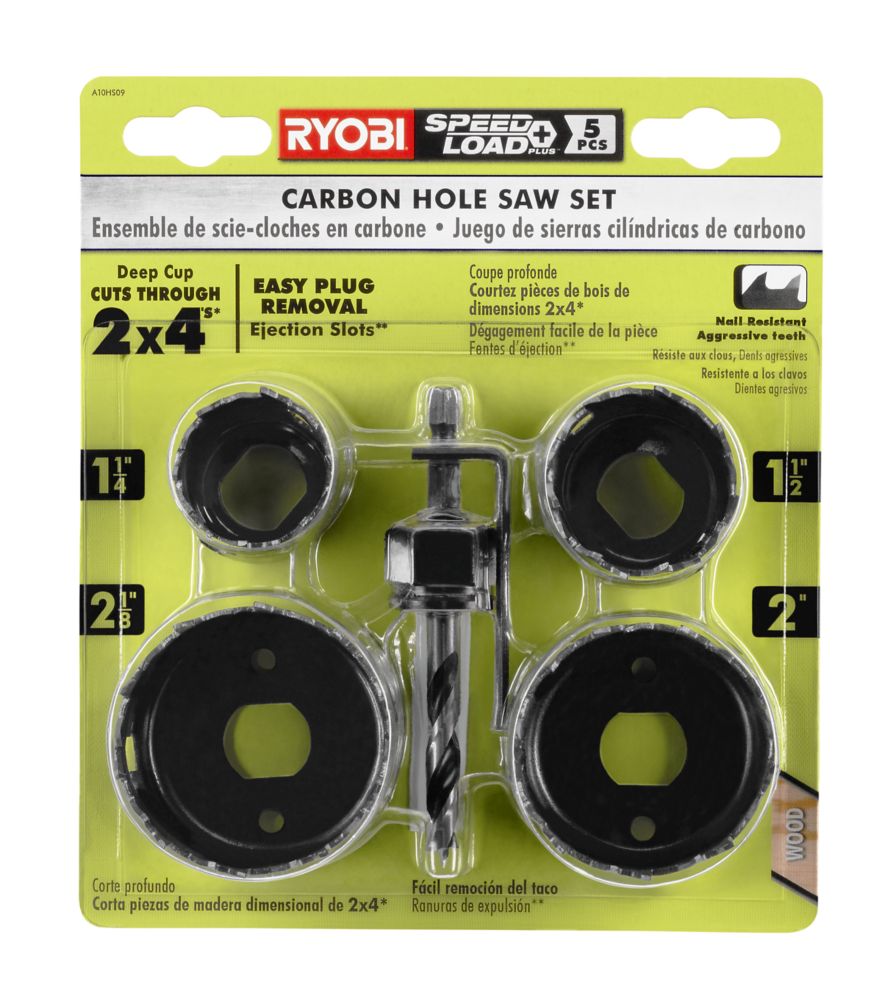 A10HS09
RYOBI SPEED LOAD+ PLUS™ 5 PCS
CARBON HOLE SAW SET
Ensemble de scie-cloches en carbone • Juego de sierras cilíndricas de carbono
Deep Cup
CUTS THROUGH
2x4'S*
EASY PLUG
REMOVAL
Ejection Slots**
Coupe profonde
Courtez pièces de bois de
dimensions 2x4*
Dégagement facile de la pièce
Fentes d'éjection**
Nail Resistant
Aggressive teeth
Résiste aux clous, Dents agressives
Resistente a los clavos
Dientes agresivos
1 1/4"
1 1/2"
2 1/8"
2"
WOOD
Corte profundo
Corta piezas de madera dimensional de 2x4*
Fácil remoción del taco
Ranuras de expulsión**